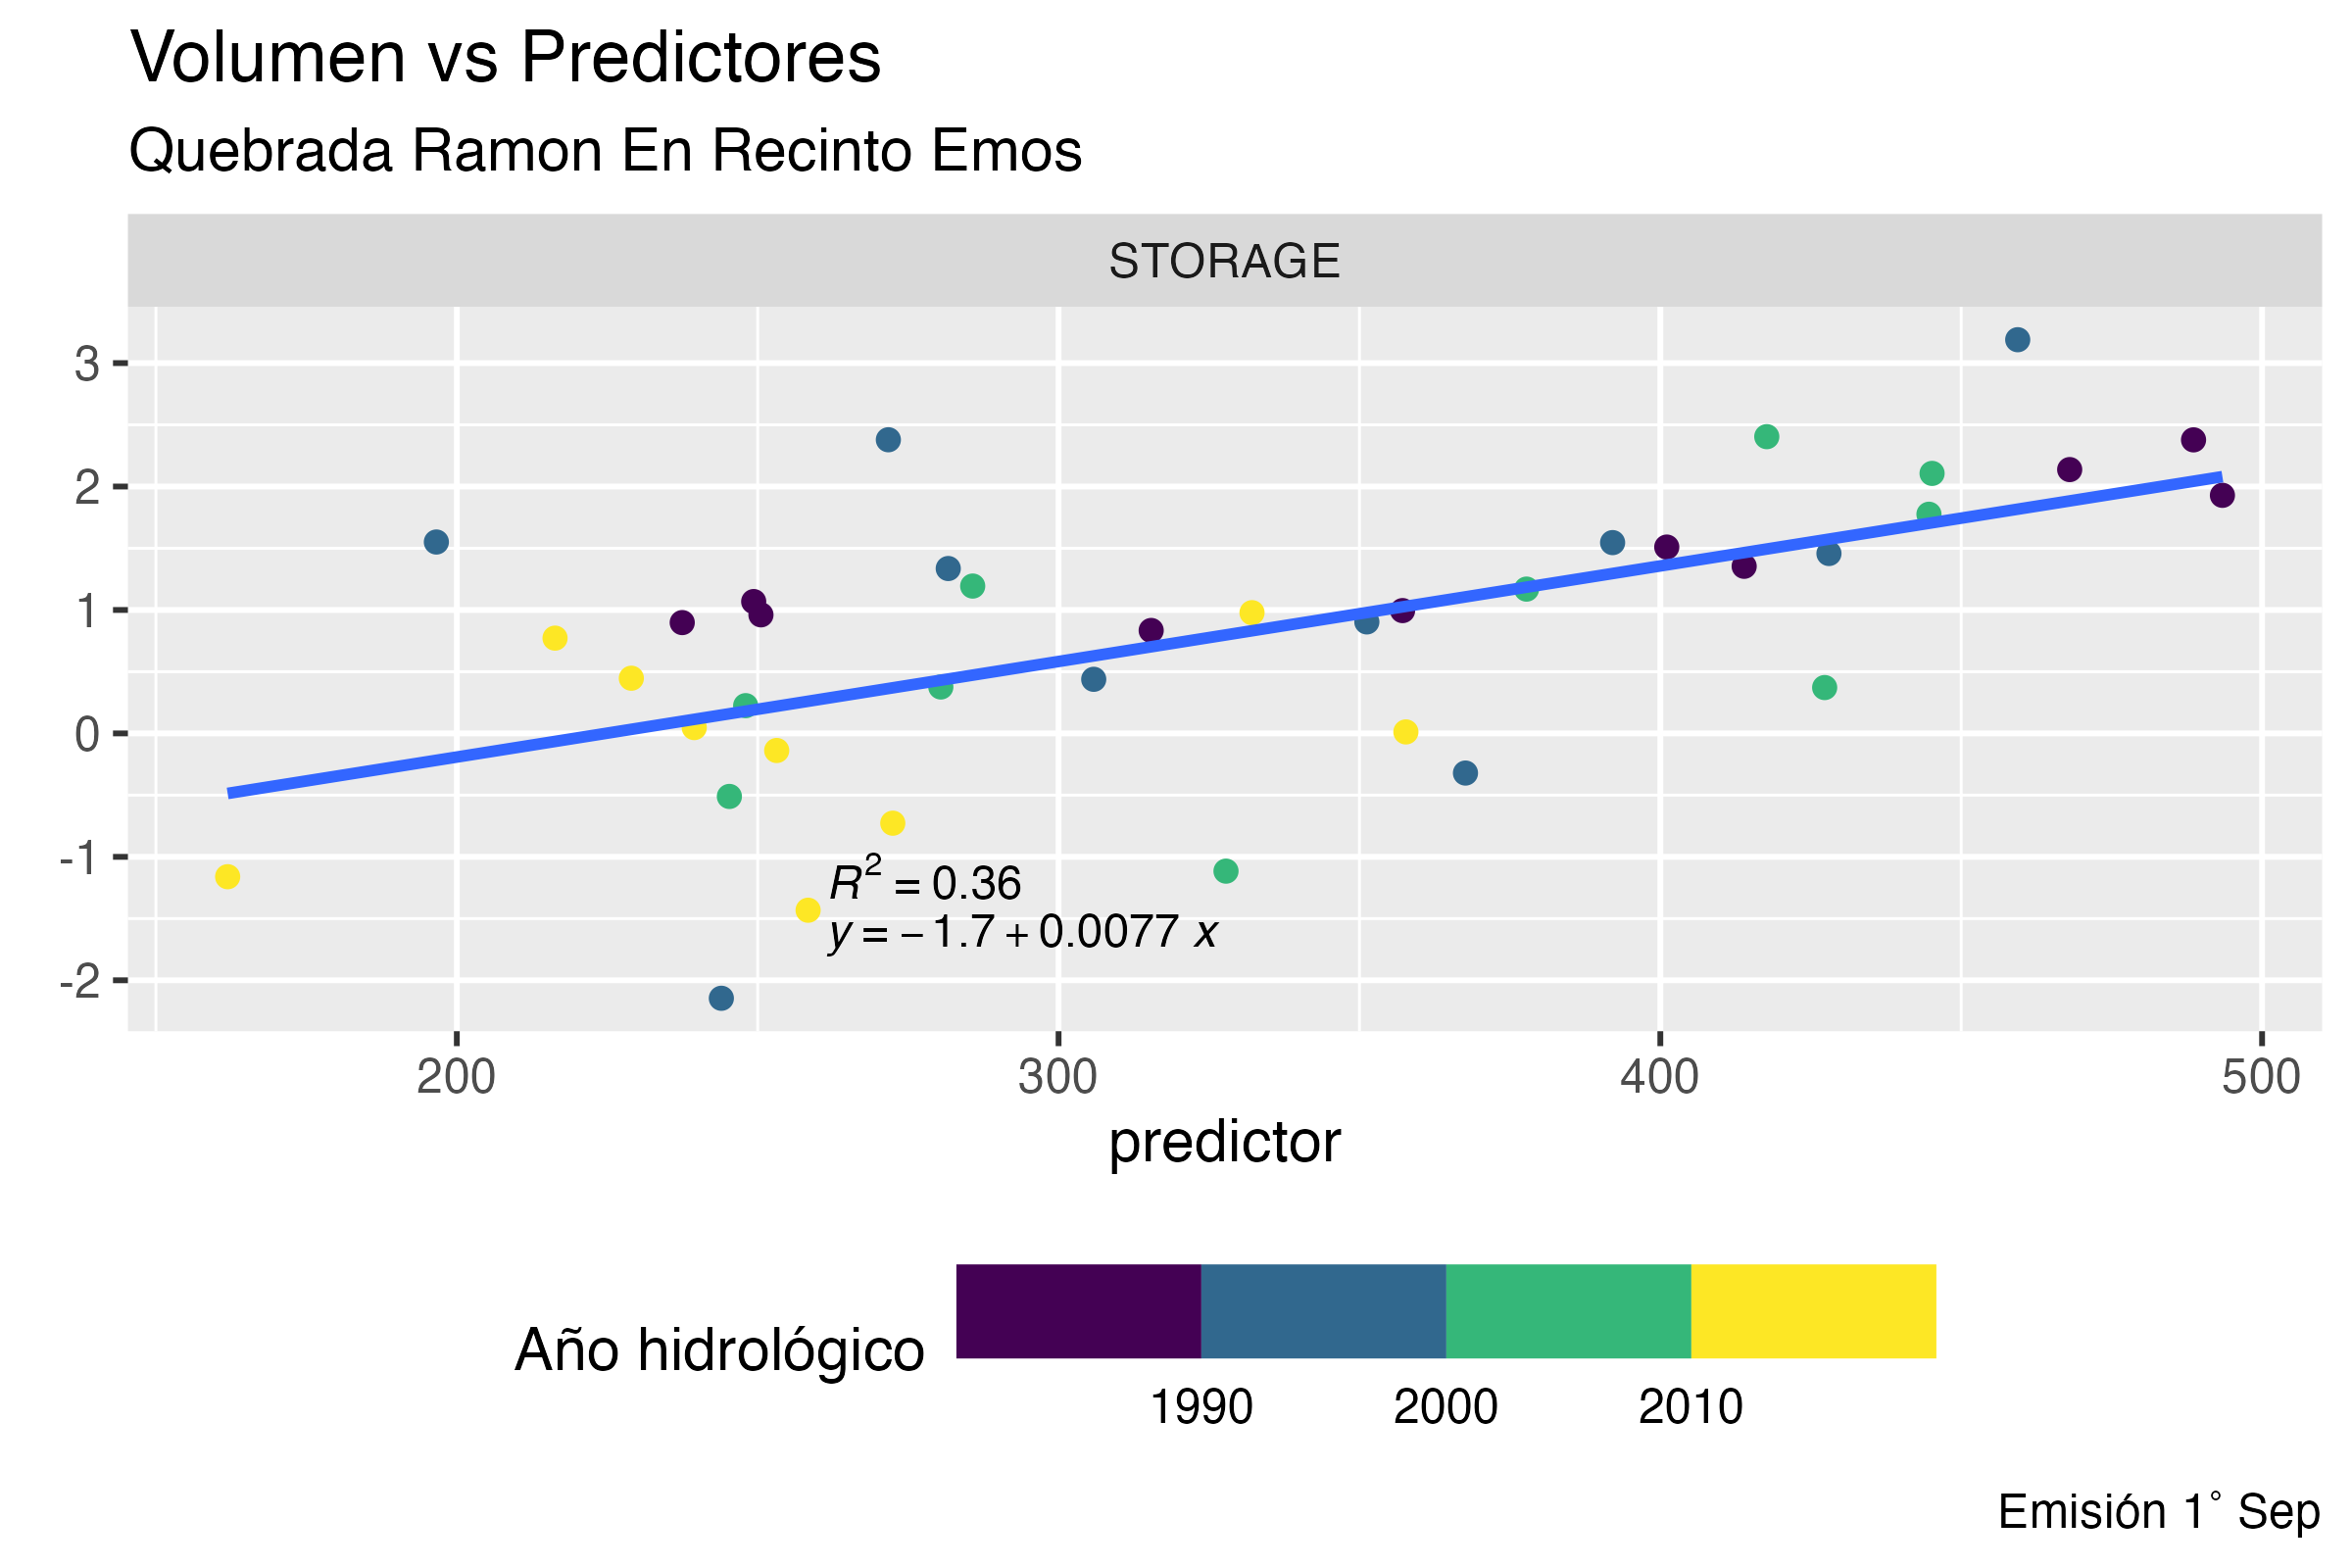 Volumen vs Predictores
Quebrada Ramon En Recinto Emos
STORAGE
3
2
1
0
-1
-2
R² = 0.36
y = − 1.7 + 0.0077 x
200 300 400 500
predictor
Año hidrológico
1990 2000 2010
Emisión 1° Sep